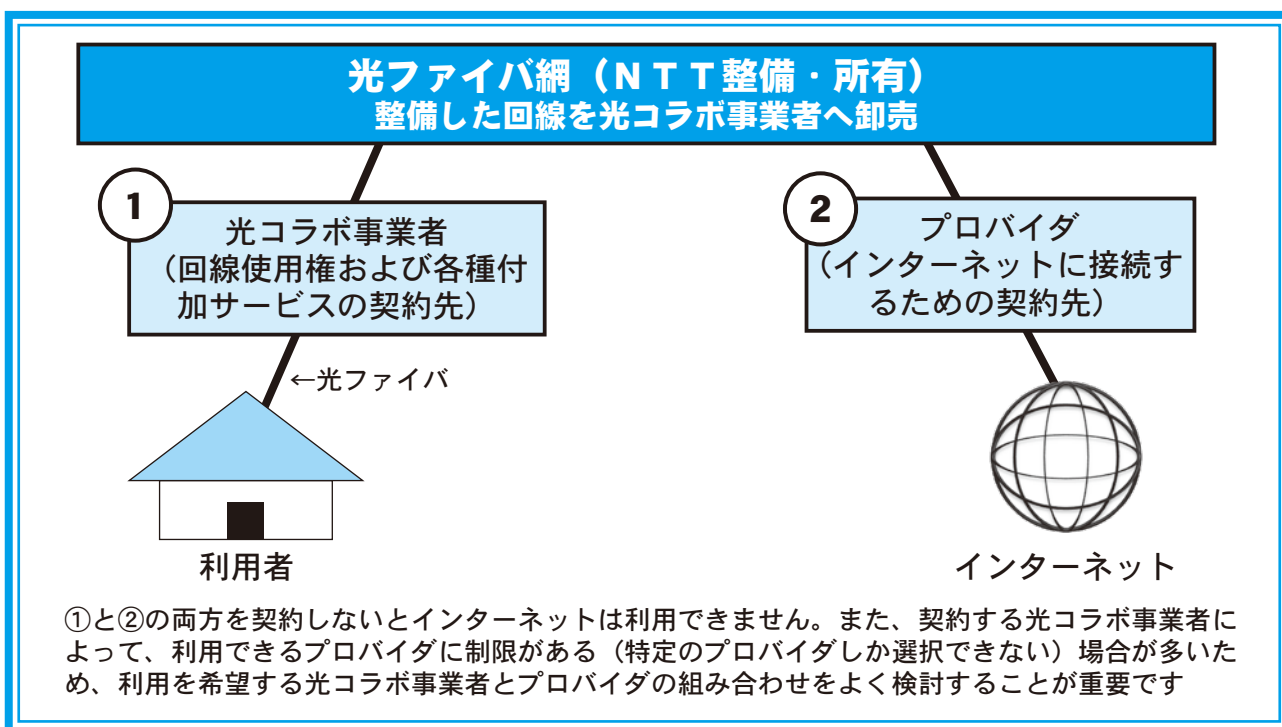 光ファイバ網（ＮＴＴ整備・所有）
整備した回線を光コラボ事業者へ卸売
1
光コラボ事業者
（回線使用権および各種付
加サービスの契約先）
2
プロバイダ
（インターネットに接続す
るための契約先）
←光ファイバ
利用者
インターネット
①と②の両方を契約しないとインターネットは利用できません。また、契約する光コラボ事業者に
よって、利用できるプロバイダに制限がある（特定のプロバイダしか選択できない）場合が多いた
め、利用を希望する光コラボ事業者とプロバイダの組み合わせをよく検討することが重要です